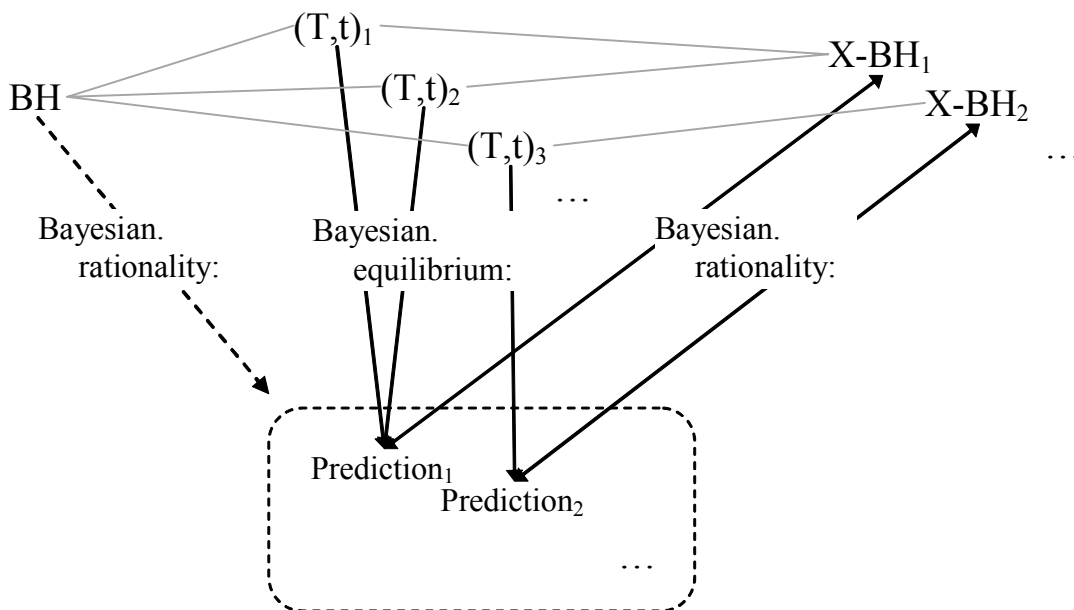 (T,t)₁
X-BH₁
BH
(T,t)₂
X-BH₂
(T,t)₃
…
…
Bayesian.
rationality:
Bayesian.
equilibrium:
Bayesian.
rationality:
Prediction₁
Prediction₂
…